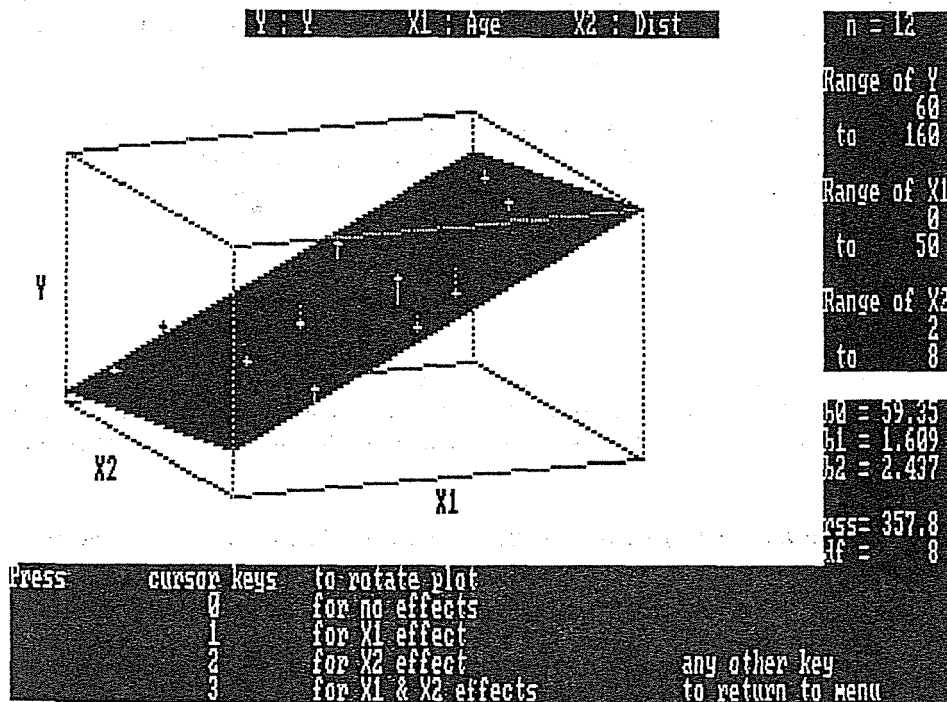 Y : Y X1 : Age X2 : Dist
n = 12
Range of Y
60
to 160
Range of X1
0
to 50
Range of X2
2
to 8
Y
X2
X1
b0 = 59.35
b1 = 1.609
b2 = 2.437
rss= 357.8
df = 8
Press cursor keys to rotate plot
0 for no effects
1 for X1 effect
2 for X2 effect any other key
3 for X1 & X2 effects to return to menu